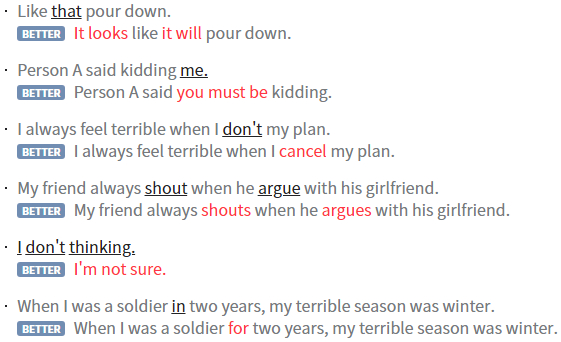 · Like that pour down.
BETTER It looks like it will pour down.
· Person A said kidding me.
BETTER Person A said you must be kidding.
· I always feel terrible when I don't my plan.
BETTER I always feel terrible when I cancel my plan.
· My friend always shout when he argue with his girlfriend.
BETTER My friend always shouts when he argues with his girlfriend.
· I don't thinking.
BETTER I'm not sure.
· When I was a soldier in two years, my terrible season was winter.
BETTER When I was a soldier for two years, my terrible season was winter.